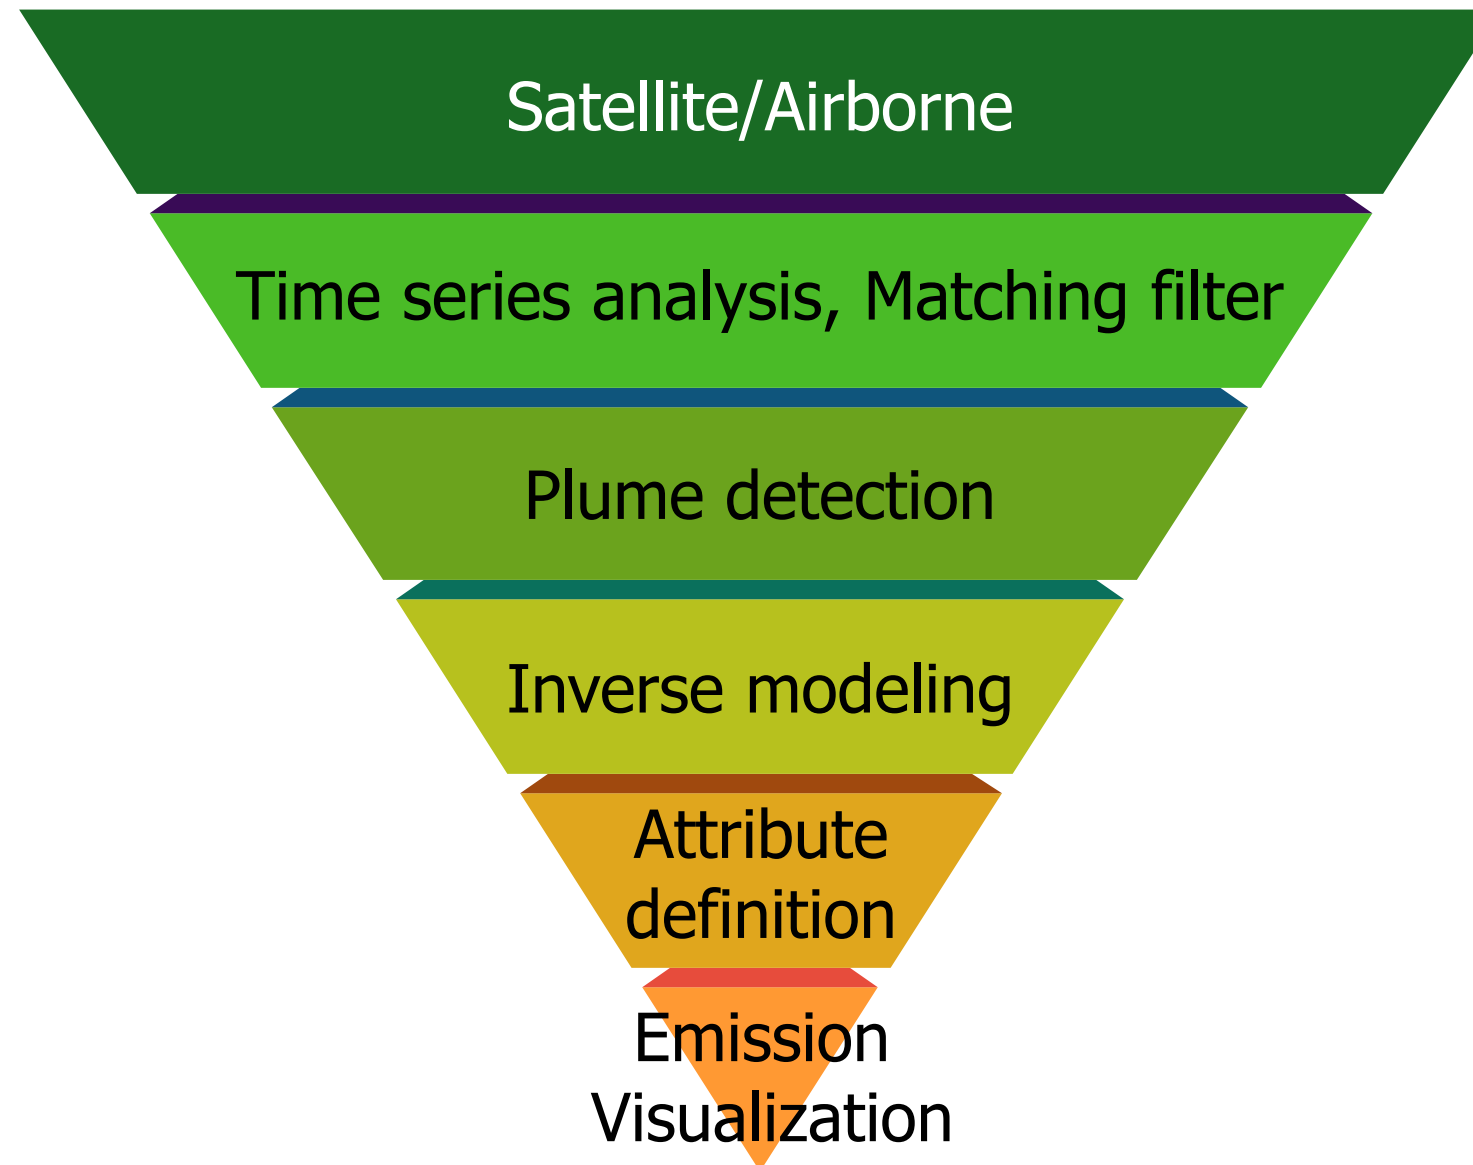 Satellite/Airborne
Time series analysis, Matching filter
Plume detection
Inverse modeling
Attribute
definition
Emission
Visualization